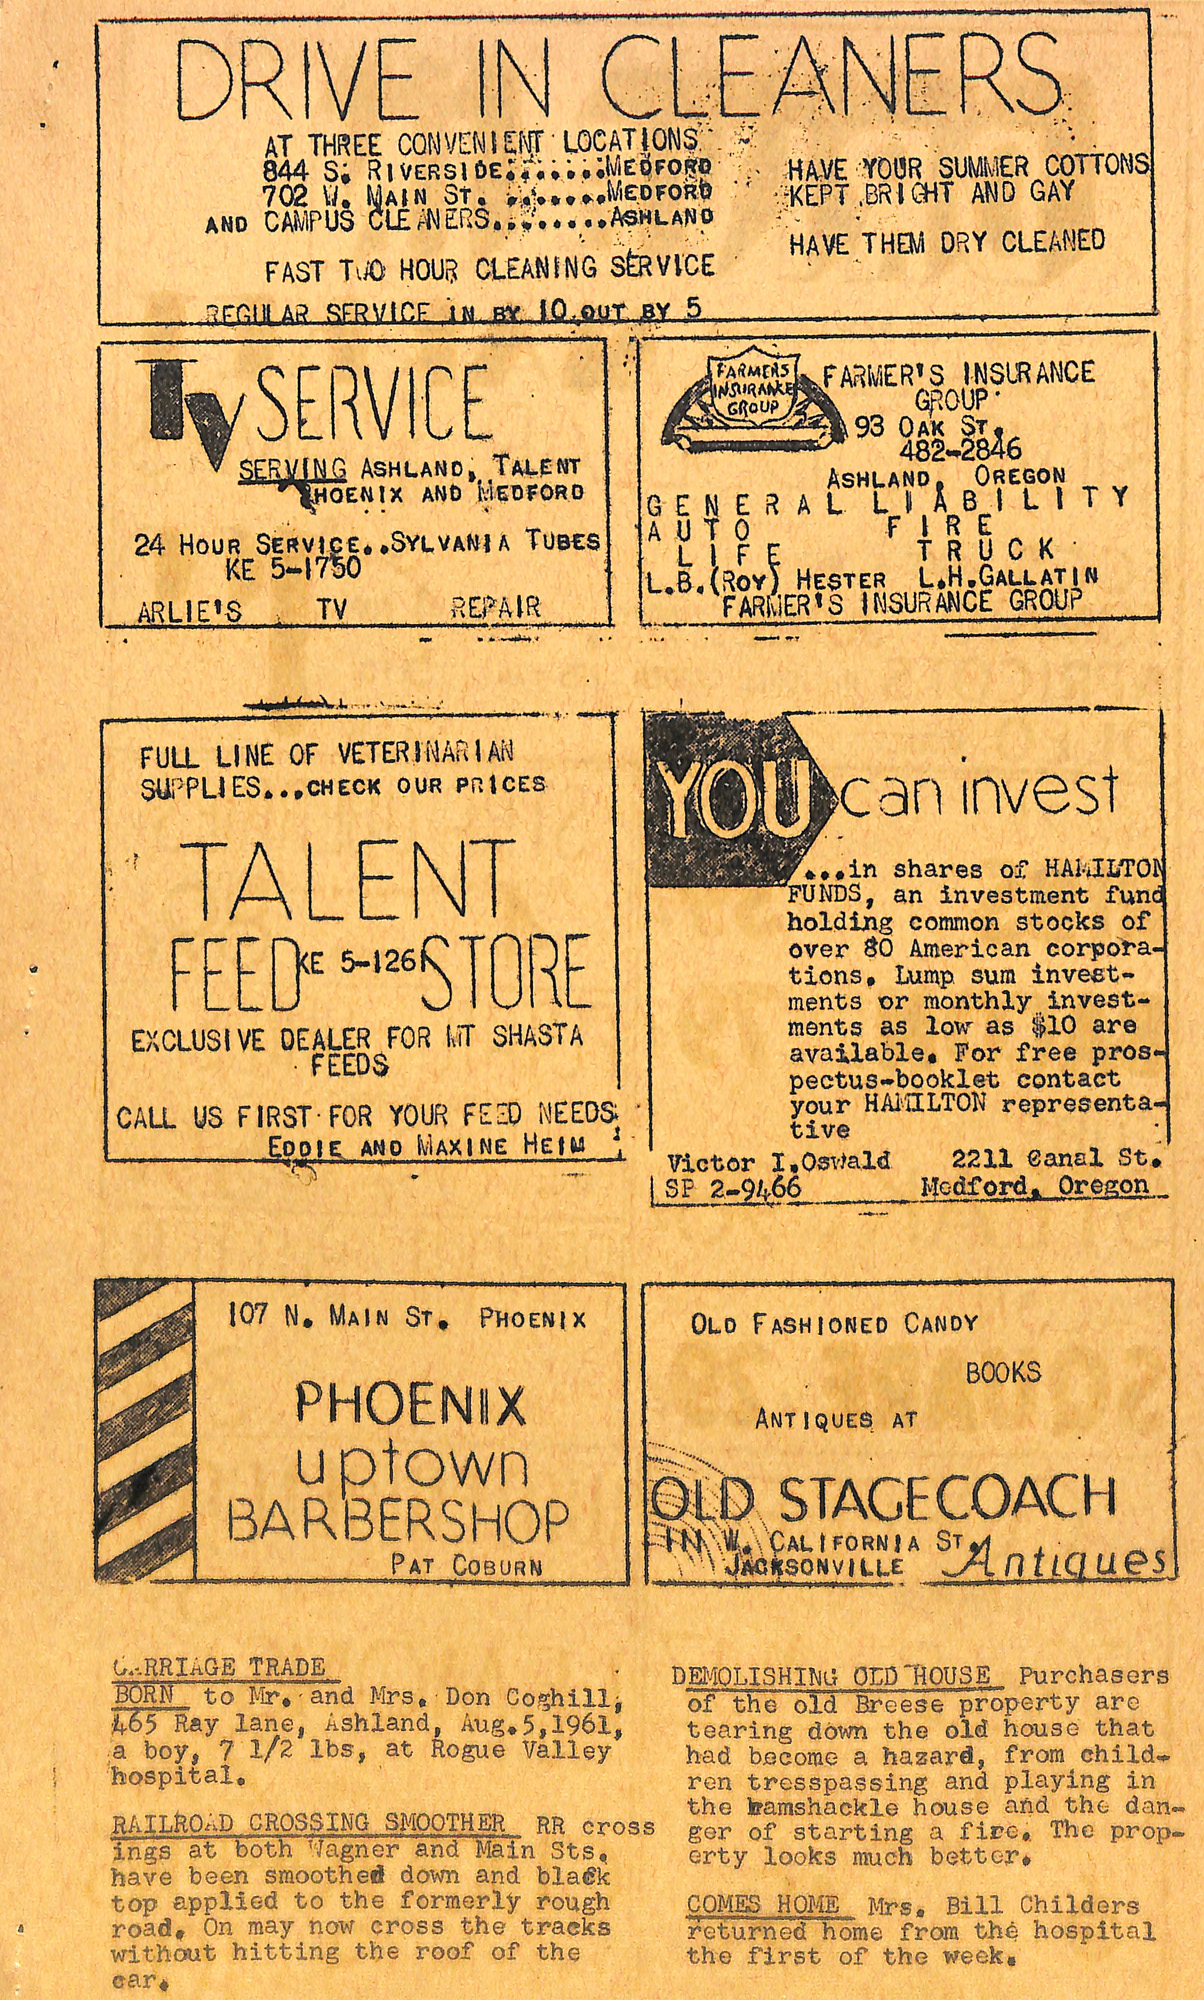 DRIVE IN CLEANERS
AT THREE CONVENIENT LOCATIONS
844 S. RIVERSIDE.......MEDFORD
702 W. MAIN ST. .......MEDFORD
AND CAMPUS CLEANERS........ASHLAND
FAST TWO HOUR CLEANING SERVICE
REGULAR SERVICE IN BY 10 OUT BY 5
HAVE YOUR SUMMER COTTONS
KEPT BRIGHT AND GAY
HAVE THEM DRY CLEANED
TV SERVICE
SERVING ASHLAND, TALENT
PHOENIX AND MEDFORD
24 HOUR SERVICE..SYLVANIA TUBES
KE 5-1750
ARLIE'S TV REPAIR
FARMERS
INSURANCE
GROUP
FARMER'S INSURANCE
GROUP
93 OAK ST.
482-2846
ASHLAND, OREGON
GENERAL LIABILITY
AUTO FIRE
LIFE TRUCK
L.B.(ROY) HESTER L.H.GALLATIN
FARMER'S INSURANCE GROUP
FULL LINE OF VETERINARIAN
SUPPLIES...CHECK OUR PRICES
TALENT
FEED KE 5-1261 STORE
EXCLUSIVE DEALER FOR MT SHASTA
FEEDS
CALL US FIRST FOR YOUR FEED NEEDS
EDDIE AND MAXINE HEIM
YOU can invest
...in shares of HAMILTON
FUNDS, an investment fund
holding common stocks of
over 80 American corpora-
tions. Lump sum invest-
ments or monthly invest-
ments as low as $10 are
available. For free pros-
pectus-booklet contact
your HAMILTON representa-
tive
Victor I.Oswald 2211 Canal St.
SP 2-9466 Medford, Oregon
107 N. MAIN ST. PHOENIX
PHOENIX
uptown
BARBERSHOP
PAT COBURN
OLD FASHIONED CANDY
BOOKS
ANTIQUES AT
OLD STAGECOACH
IN W. CALIFORNIA ST.
JACKSONVILLE Antiques
CARRIAGE TRADE
BORN to Mr. and Mrs. Don Coghill,
465 Ray lane, Ashland, Aug.5,1961,
a boy, 7 1/2 lbs, at Rogue Valley
hospital.
RAILROAD CROSSING SMOOTHER RR cross
ings at both Wagner and Main Sts.
have been smoothed down and black
top applied to the formerly rough
road. On may now cross the tracks
without hitting the roof of the
car.
DEMOLISHING OLD HOUSE Purchasers
of the old Breese property are
tearing down the old house that
had become a hazard, from child-
ren tresspassing and playing in
the ramshackle house and the dan-
ger of starting a fire. The prop-
erty looks much better.
COMES HOME Mrs. Bill Childers
returned home from the hospital
the first of the week.